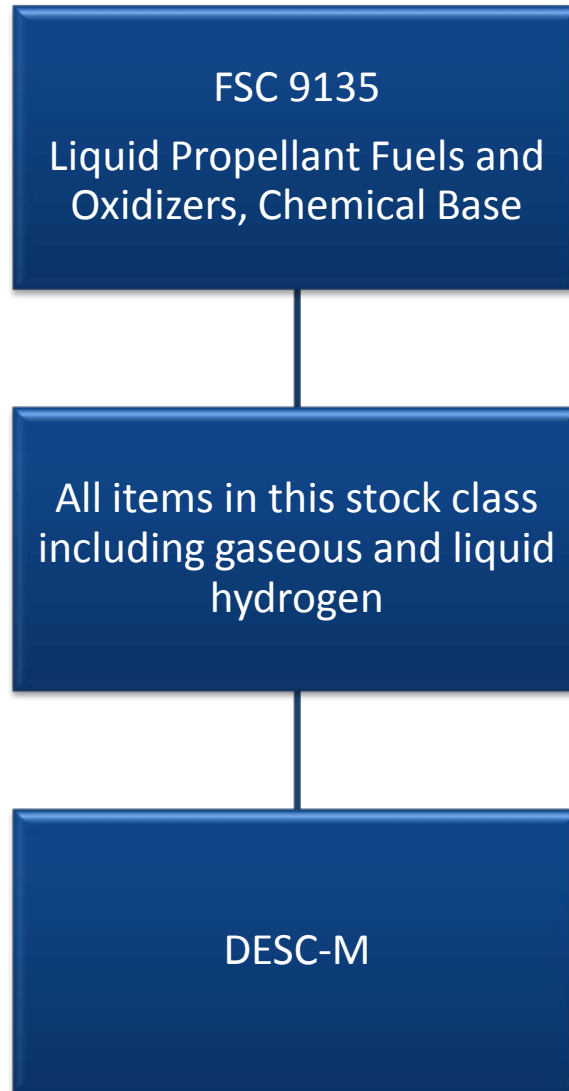 FSC 9135
Liquid Propellant Fuels and
Oxidizers, Chemical Base
All items in this stock class
including gaseous and liquid
hydrogen
DESC-M